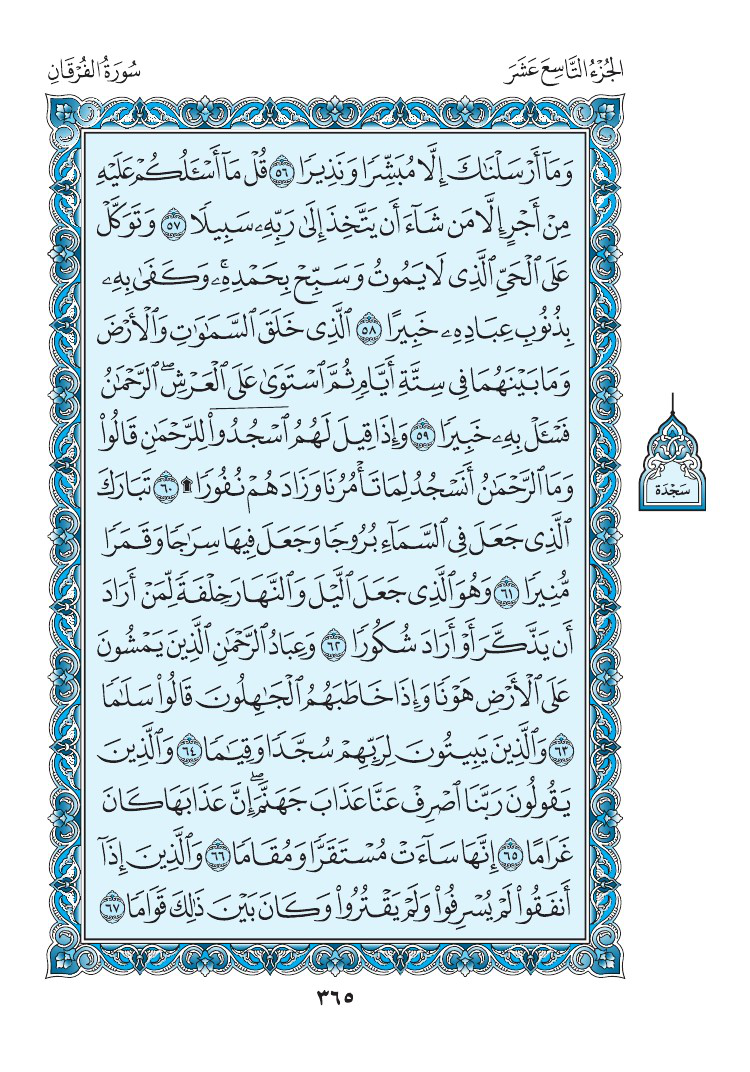 الجُزْءُ التَّاسِعَ عَشَرَ
سُورَةُ الفُرْقَانِ
وَمَآ أَرْسَلْنَٰكَ إِلَّا مُبَشِّرٗا وَنَذِيرٗا ٥٦ قُلۡ مَآ أَسۡـَٔلُكُمۡ عَلَيۡهِ
مِنۡ أَجۡرٍ إِلَّا مَن شَآءَ أَن يَتَّخِذَ إِلَىٰ رَبِّهِۦ سَبِيلٗا ٥٧ وَتَوَكَّلۡ
عَلَى ٱلۡحَيِّ ٱلَّذِي لَا يَمُوتُ وَسَبِّحۡ بِحَمۡدِهِۦۚ وَكَفَىٰ بِهِۦ
بِذُنُوبِ عِبَادِهِۦ خَبِيرًا ٥٨ ٱلَّذِي خَلَقَ ٱلسَّمَٰوَٰتِ وَٱلۡأَرۡضَ
وَمَا بَيۡنَهُمَا فِي سِتَّةِ أَيَّامٖ ثُمَّ ٱسۡتَوَىٰ عَلَى ٱلۡعَرۡشِۖ ٱلرَّحۡمَٰنُ
فَسۡـَٔلۡ بِهِۦ خَبِيرٗا ٥٩ وَإِذَا قِيلَ لَهُمُ ٱسۡجُدُواْۤ لِلرَّحۡمَٰنِ قَالُواْ
وَمَا ٱلرَّحۡمَٰنُ أَنَسۡجُدُ لِمَا تَأۡمُرُنَا وَزَادَهُمۡ نُفُورٗا ۩ ٦٠ تَبَارَكَ
ٱلَّذِي جَعَلَ فِي ٱلسَّمَآءِ بُرُوجٗا وَجَعَلَ فِيهَا سِرَٰجٗا وَقَمَرٗا
مُّنِيرٗا ٦١ وَهُوَ ٱلَّذِي جَعَلَ ٱلَّيۡلَ وَٱلنَّهَارَ خِلۡفَةٗ لِّمَنۡ أَرَادَ
أَن يَذَّكَّرَ أَوۡ أَرَادَ شُكُورٗا ٦٢ وَعِبَادُ ٱلرَّحۡمَٰنِ ٱلَّذِينَ يَمۡشُونَ
عَلَى ٱلۡأَرۡضِ هَوۡنٗا وَإِذَا خَاطَبَهُمُ ٱلۡجَٰهِلُونَ قَالُواْ سَلَٰمٗا
٦٣ وَٱلَّذِينَ يَبِيتُونَ لِرَبِّهِمۡ سُجَّدٗا وَقِيَٰمٗا ٦٤ وَٱلَّذِينَ
يَقُولُونَ رَبَّنَا ٱصۡرِفۡ عَنَّا عَذَابَ جَهَنَّمَۖ إِنَّ عَذَابَهَا كَانَ
غَرَامًا ٦٥ إِنَّهَا سَآءَتۡ مُسۡتَقَرّٗا وَمُقَامٗا ٦٦ وَٱلَّذِينَ إِذَآ
أَنفَقُواْ لَمۡ يُسۡرِفُواْ وَلَمۡ يَقۡتُرُواْ وَكَانَ بَيۡنَ ذَٰلِكَ قَوَامٗا ٦٧
سَجْدَة
٣٦٥